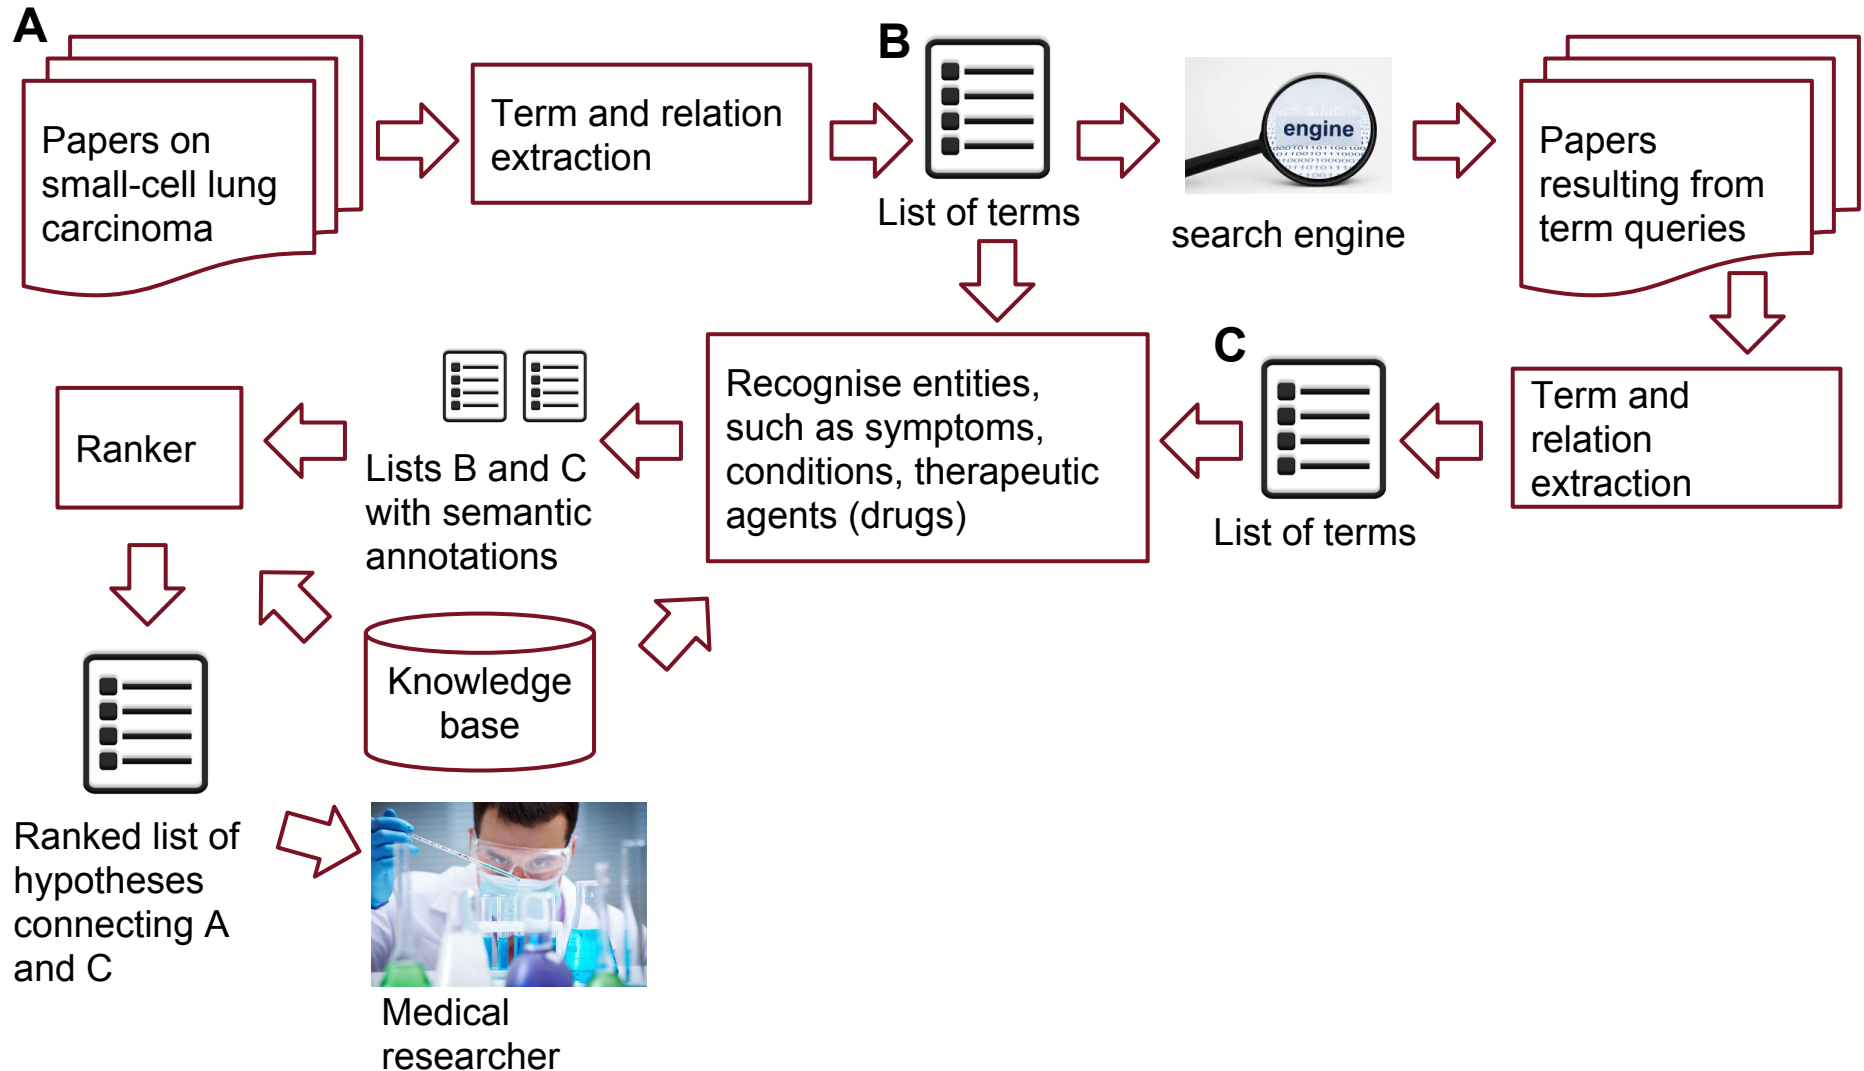 A
Papers on
small-cell lung
carcinoma
Term and relation
extraction
B
List of terms
engine
search engine
Papers
resulting from
term queries
Ranker
Lists B and C
with semantic
annotations
Recognise entities,
such as symptoms,
conditions, therapeutic
agents (drugs)
C
List of terms
Term and
relation
extraction
Knowledge
base
Ranked list of
hypotheses
connecting A
and C
Medical
researcher